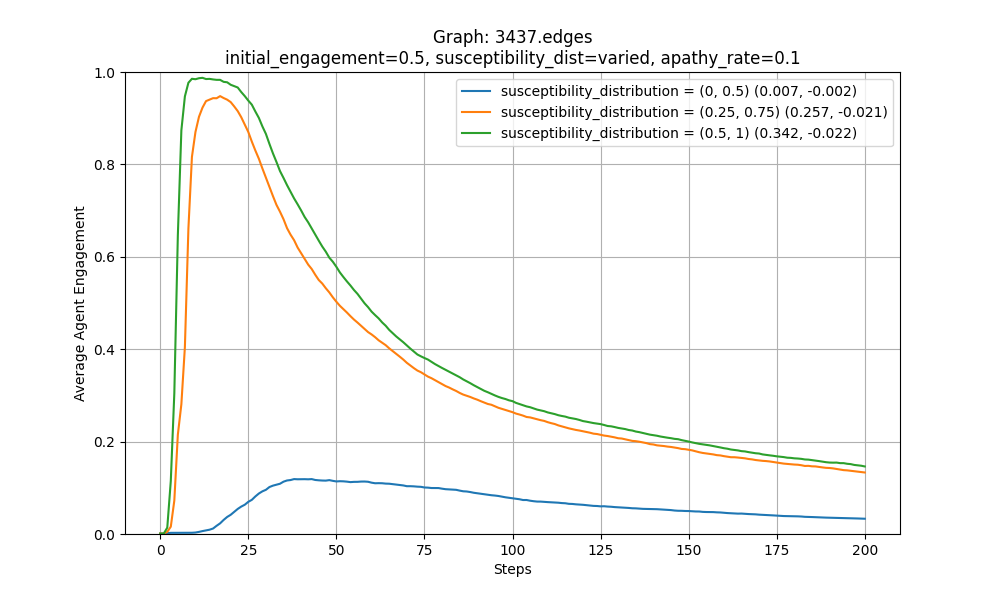 Graph: 3437.edges
initial_engagement=0.5, susceptibility_dist=varied, apathy_rate=0.1
susceptibility_distribution = (0, 0.5) (0.007, -0.002)
susceptibility_distribution = (0.25, 0.75) (0.257, -0.021)
susceptibility_distribution = (0.5, 1) (0.342, -0.022)
Average Agent Engagement
1.0
0.8
0.6
0.4
0.2
0.0
0 25 50 75 100 125 150 175 200
Steps